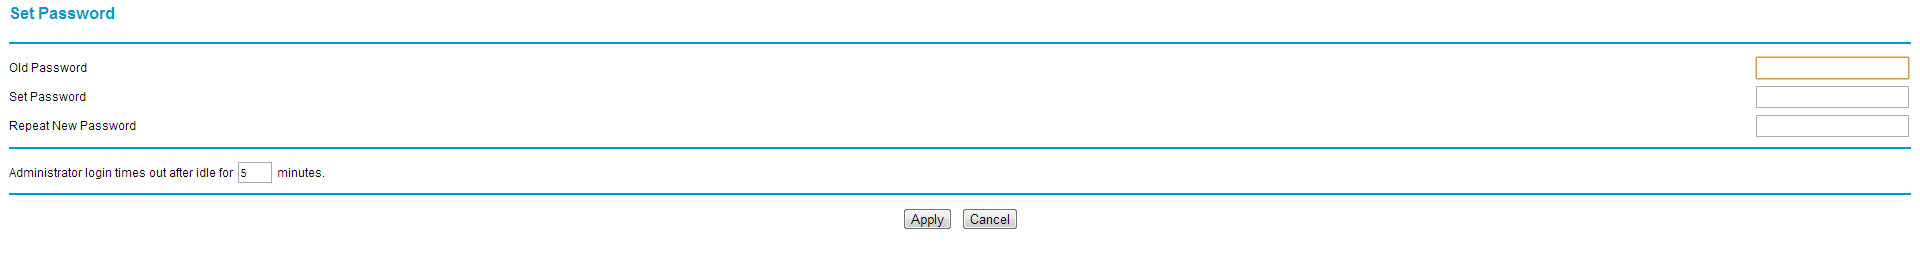 Set Password
Old Password
Set Password
Repeat New Password
Administrator login times out after idle for 5 minutes.
Apply Cancel